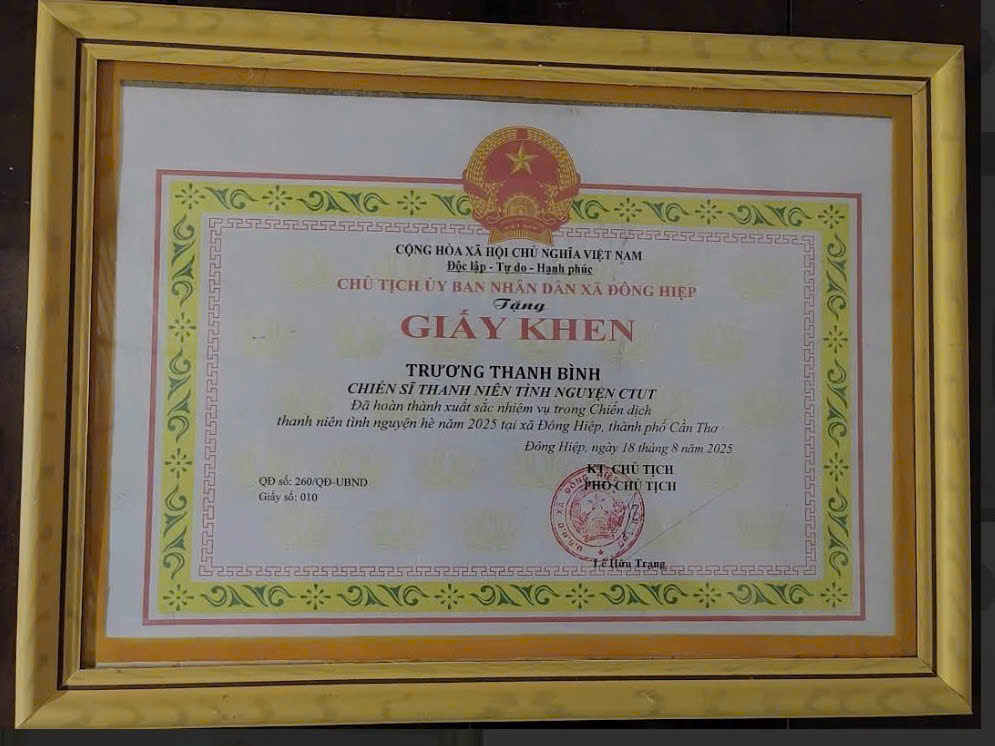 CỘNG HÒA XÃ HỘI CHỦ NGHĨA VIỆT NAM
Độc lập - Tự do - Hạnh phúc
CHỦ TỊCH ỦY BAN NHÂN DÂN XÃ ĐÔNG HIỆP
Tặng
GIẤY KHEN
TRƯƠNG THANH BÌNH
CHIẾN SĨ THANH NIÊN TÌNH NGUYỆN CTUT
Đã hoàn thành xuất sắc nhiệm vụ trong Chiến dịch
thanh niên tình nguyện hè năm 2025 tại xã Đông Hiệp, thành phố Cần Thơ
Đông Hiệp, ngày 18 tháng 8 năm 2025
QĐ số: 260/QĐ-UBND
Giấy số: 010
KT. CHỦ TỊCH
PHÓ CHỦ TỊCH
Lê Hữu Trang